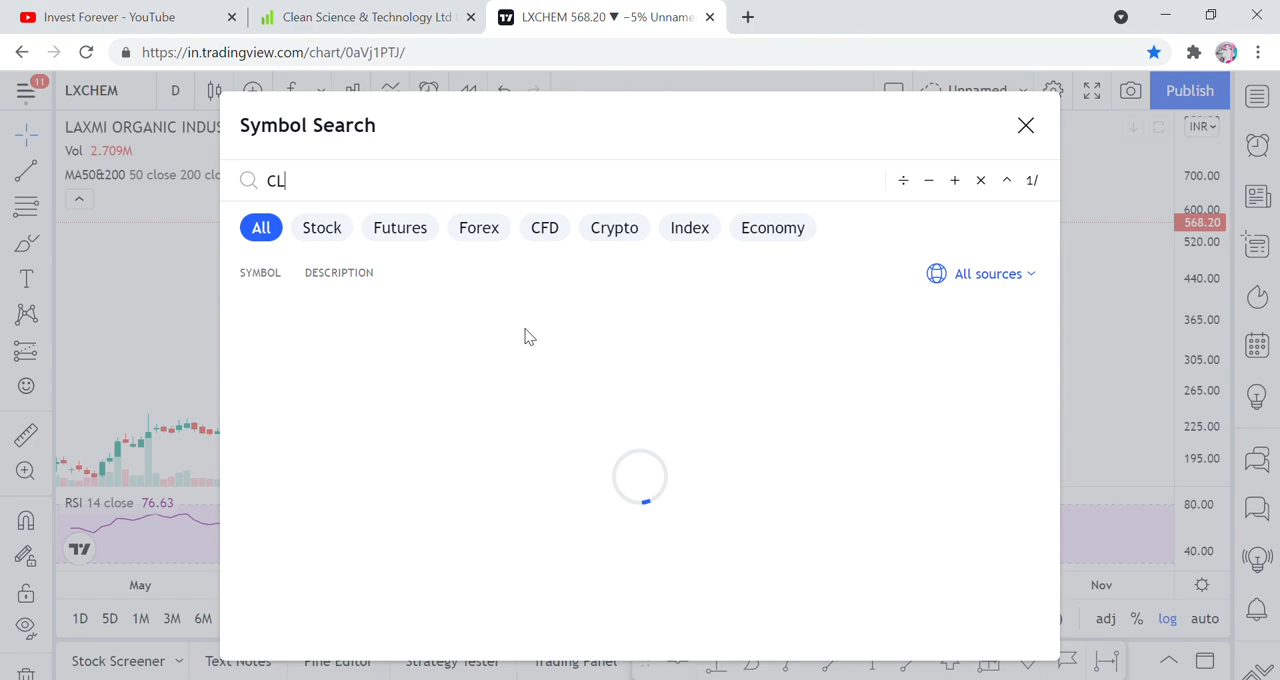 Invest Forever - YouTube
Clean Science & Technology Ltd
LXCHEM 568.20 ▼ −5% Unname
https://in.tradingview.com/chart/0aVj1PTJ/
11
LXCHEM
D
Unnamed
Publish
LAXMI ORGANIC INDUS
Vol 2.709M
MA50&200 50 close 200 clo
INR
Symbol Search
CL
÷ − + × ^ 1/
All
Stock
Futures
Forex
CFD
Crypto
Index
Economy
SYMBOL DESCRIPTION
All sources
700.00
600.00
568.20
520.00
440.00
365.00
305.00
265.00
225.00
195.00
RSI 14 close 76.63
80.00
40.00
May
Nov
1D 5D 1M 3M 6M
adj % log auto
Stock Screener
Text Notes
Pine Editor
Strategy Tester
Trading Panel